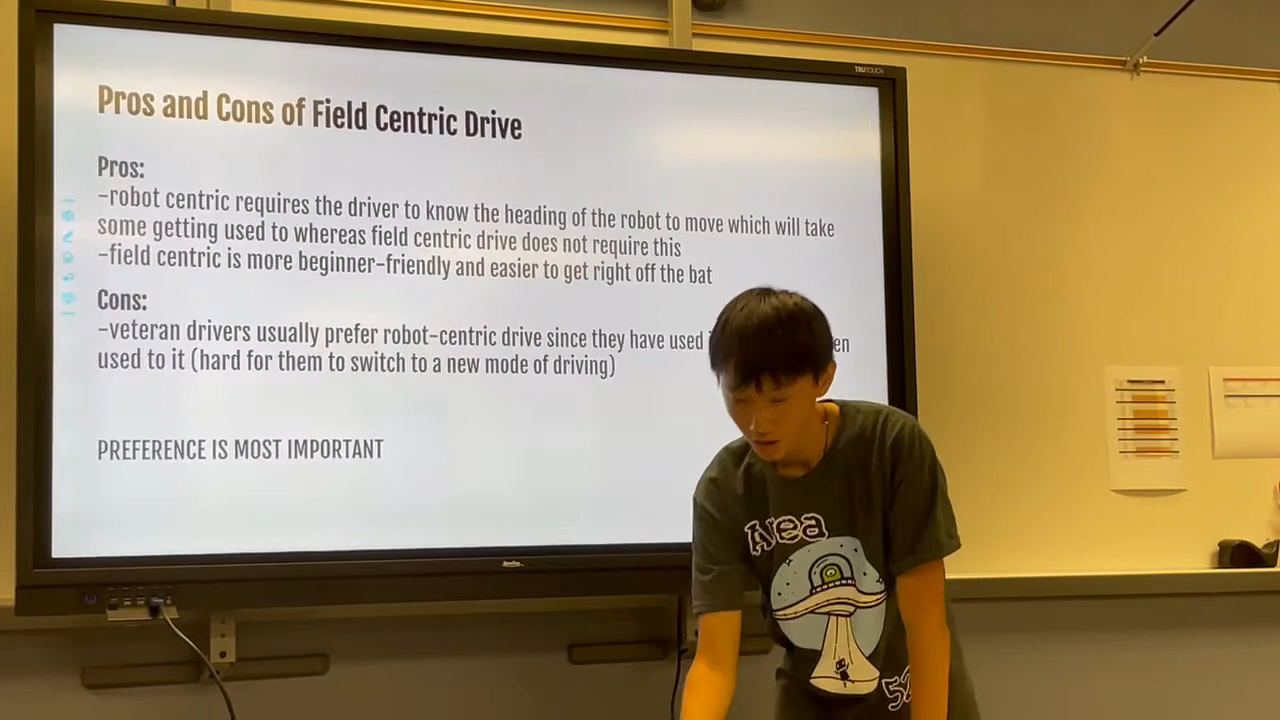 TRUTOUCH
Pros and Cons of Field Centric Drive
Pros:
-robot centric requires the driver to know the heading of the robot to move which will take
some getting used to whereas field centric drive does not require this
-field centric is more beginner-friendly and easier to get right off the bat
Cons:
-veteran drivers usually prefer robot-centric drive since they have used en
used to it (hard for them to switch to a new mode of driving)
PREFERENCE IS MOST IMPORTANT
Area